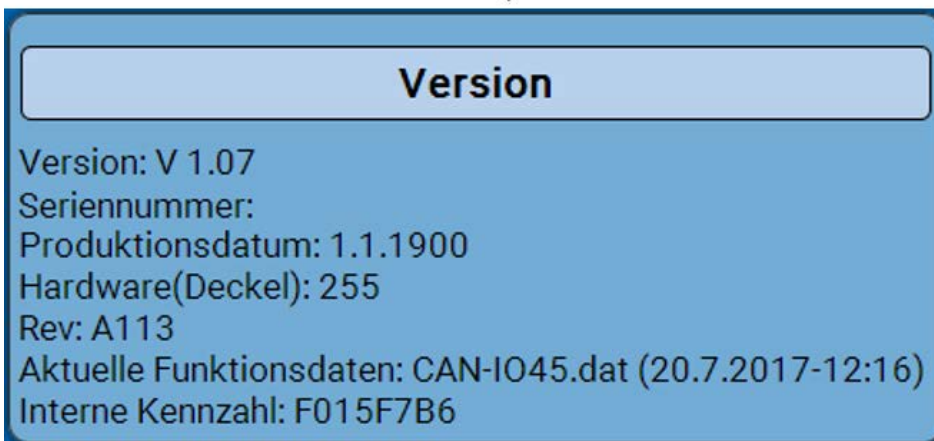 Version
Version: V 1.07
Seriennummer:
Produktionsdatum: 1.1.1900
Hardware(Deckel): 255
Rev: A113
Aktuelle Funktionsdaten: CAN-IO45.dat (20.7.2017-12:16)
Interne Kennzahl: F015F7B6